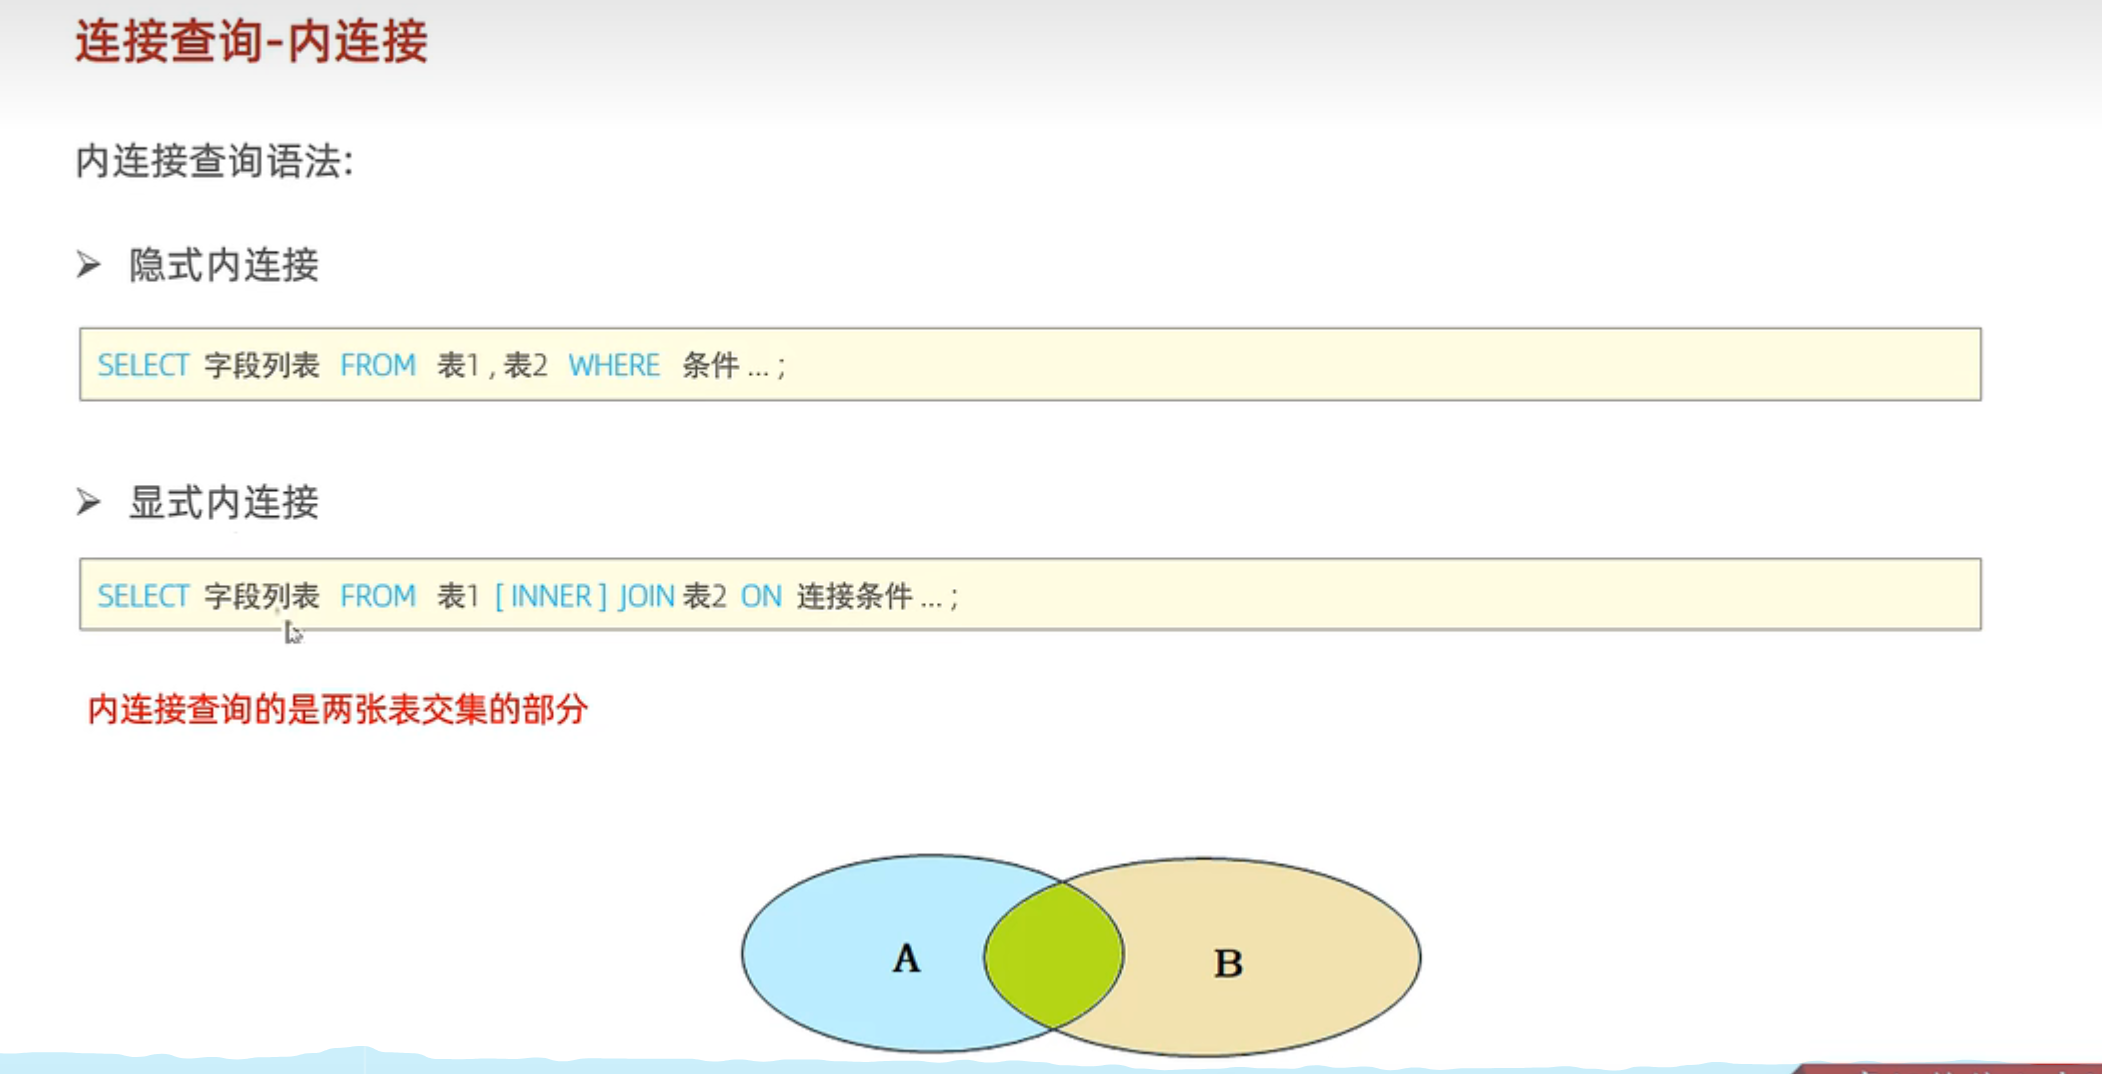 连接查询-内连接
内连接查询语法:
➢ 隐式内连接
SELECT 字段列表 FROM 表1 , 表2 WHERE 条件 ... ;
➢ 显式内连接
SELECT 字段列表 FROM 表1 [ INNER ] JOIN 表2 ON 连接条件 ... ;
内连接查询的是两张表交集的部分
A B